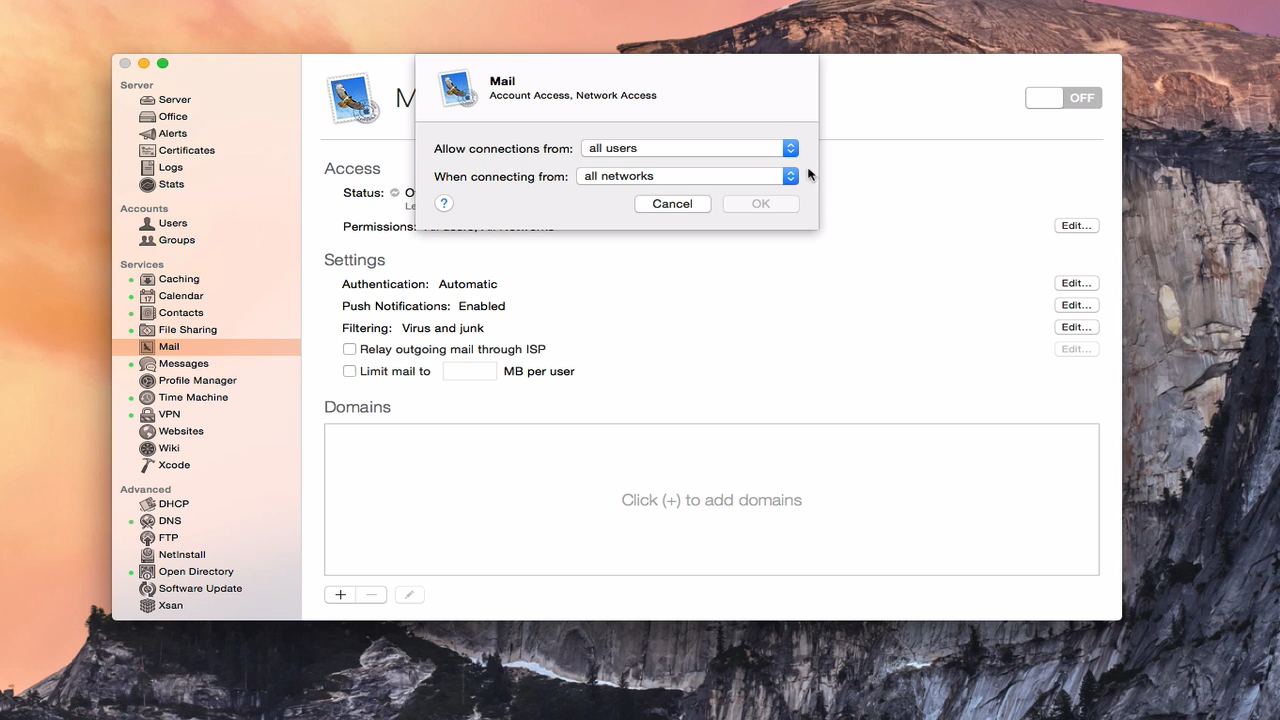 Server
Server
Office
Alerts
Certificates
Logs
Stats
Accounts
Users
Groups
Services
Caching
17
Calendar
Contacts
File Sharing
Mail
Messages
Profile Manager
Time Machine
VPN
Websites
Wiki
Xcode
Advanced
DHCP
DNS
FTP
NetInstall
Open Directory
Software Update
Xsan
M
OFF
Mail
Account Access, Network Access
Allow connections from: all users
When connecting from: all networks
? Cancel OK
Access
Status:
Permissions: Edit...
Settings
Authentication: Automatic Edit...
Push Notifications: Enabled Edit...
Filtering: Virus and junk Edit...
Relay outgoing mail through ISP Edit...
Limit mail to MB per user
Domains
Click (+) to add domains
+ −